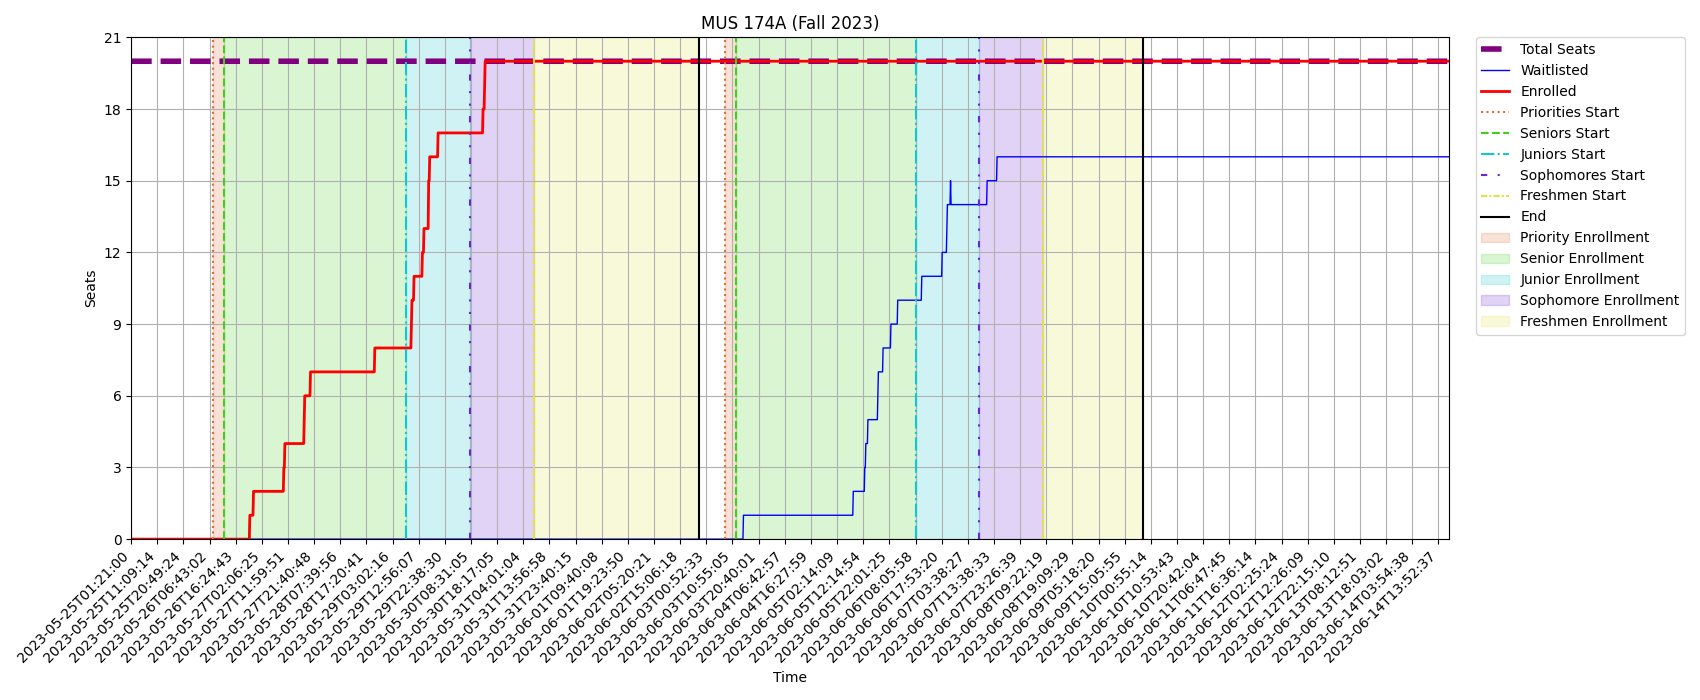 MUS 174A (Fall 2023)
Seats
21
18
15
12
9
6
3
0
2023-05-25T01:21:00
2023-05-25T11:09:14
2023-05-25T20:49:24
2023-05-26T06:43:02
2023-05-26T16:24:43
2023-05-27T02:06:25
2023-05-27T11:59:51
2023-05-27T21:40:48
2023-05-28T07:39:56
2023-05-28T17:20:41
2023-05-29T03:02:16
2023-05-29T12:56:07
2023-05-29T22:38:30
2023-05-30T08:31:05
2023-05-30T18:17:05
2023-05-31T04:01:04
2023-05-31T13:56:58
2023-05-31T23:40:15
2023-06-01T09:40:08
2023-06-01T19:23:50
2023-06-02T05:20:21
2023-06-02T15:06:18
2023-06-03T00:52:33
2023-06-03T10:55:05
2023-06-03T20:40:01
2023-06-04T06:42:57
2023-06-04T16:27:59
2023-06-05T02:14:09
2023-06-05T12:14:54
2023-06-05T22:01:25
2023-06-06T08:05:58
2023-06-06T17:53:20
2023-06-07T03:38:27
2023-06-07T13:38:33
2023-06-07T23:26:39
2023-06-08T09:22:19
2023-06-08T19:09:29
2023-06-09T05:18:20
2023-06-09T15:05:55
2023-06-10T00:55:14
2023-06-10T10:53:43
2023-06-10T20:42:04
2023-06-11T06:47:45
2023-06-11T16:36:14
2023-06-12T02:25:24
2023-06-12T12:26:09
2023-06-12T22:15:10
2023-06-13T08:12:51
2023-06-13T18:03:02
2023-06-14T03:54:38
2023-06-14T13:52:37
Time
Total Seats
Waitlisted
Enrolled
Priorities Start
Seniors Start
Juniors Start
Sophomores Start
Freshmen Start
End
Priority Enrollment
Senior Enrollment
Junior Enrollment
Sophomore Enrollment
Freshmen Enrollment